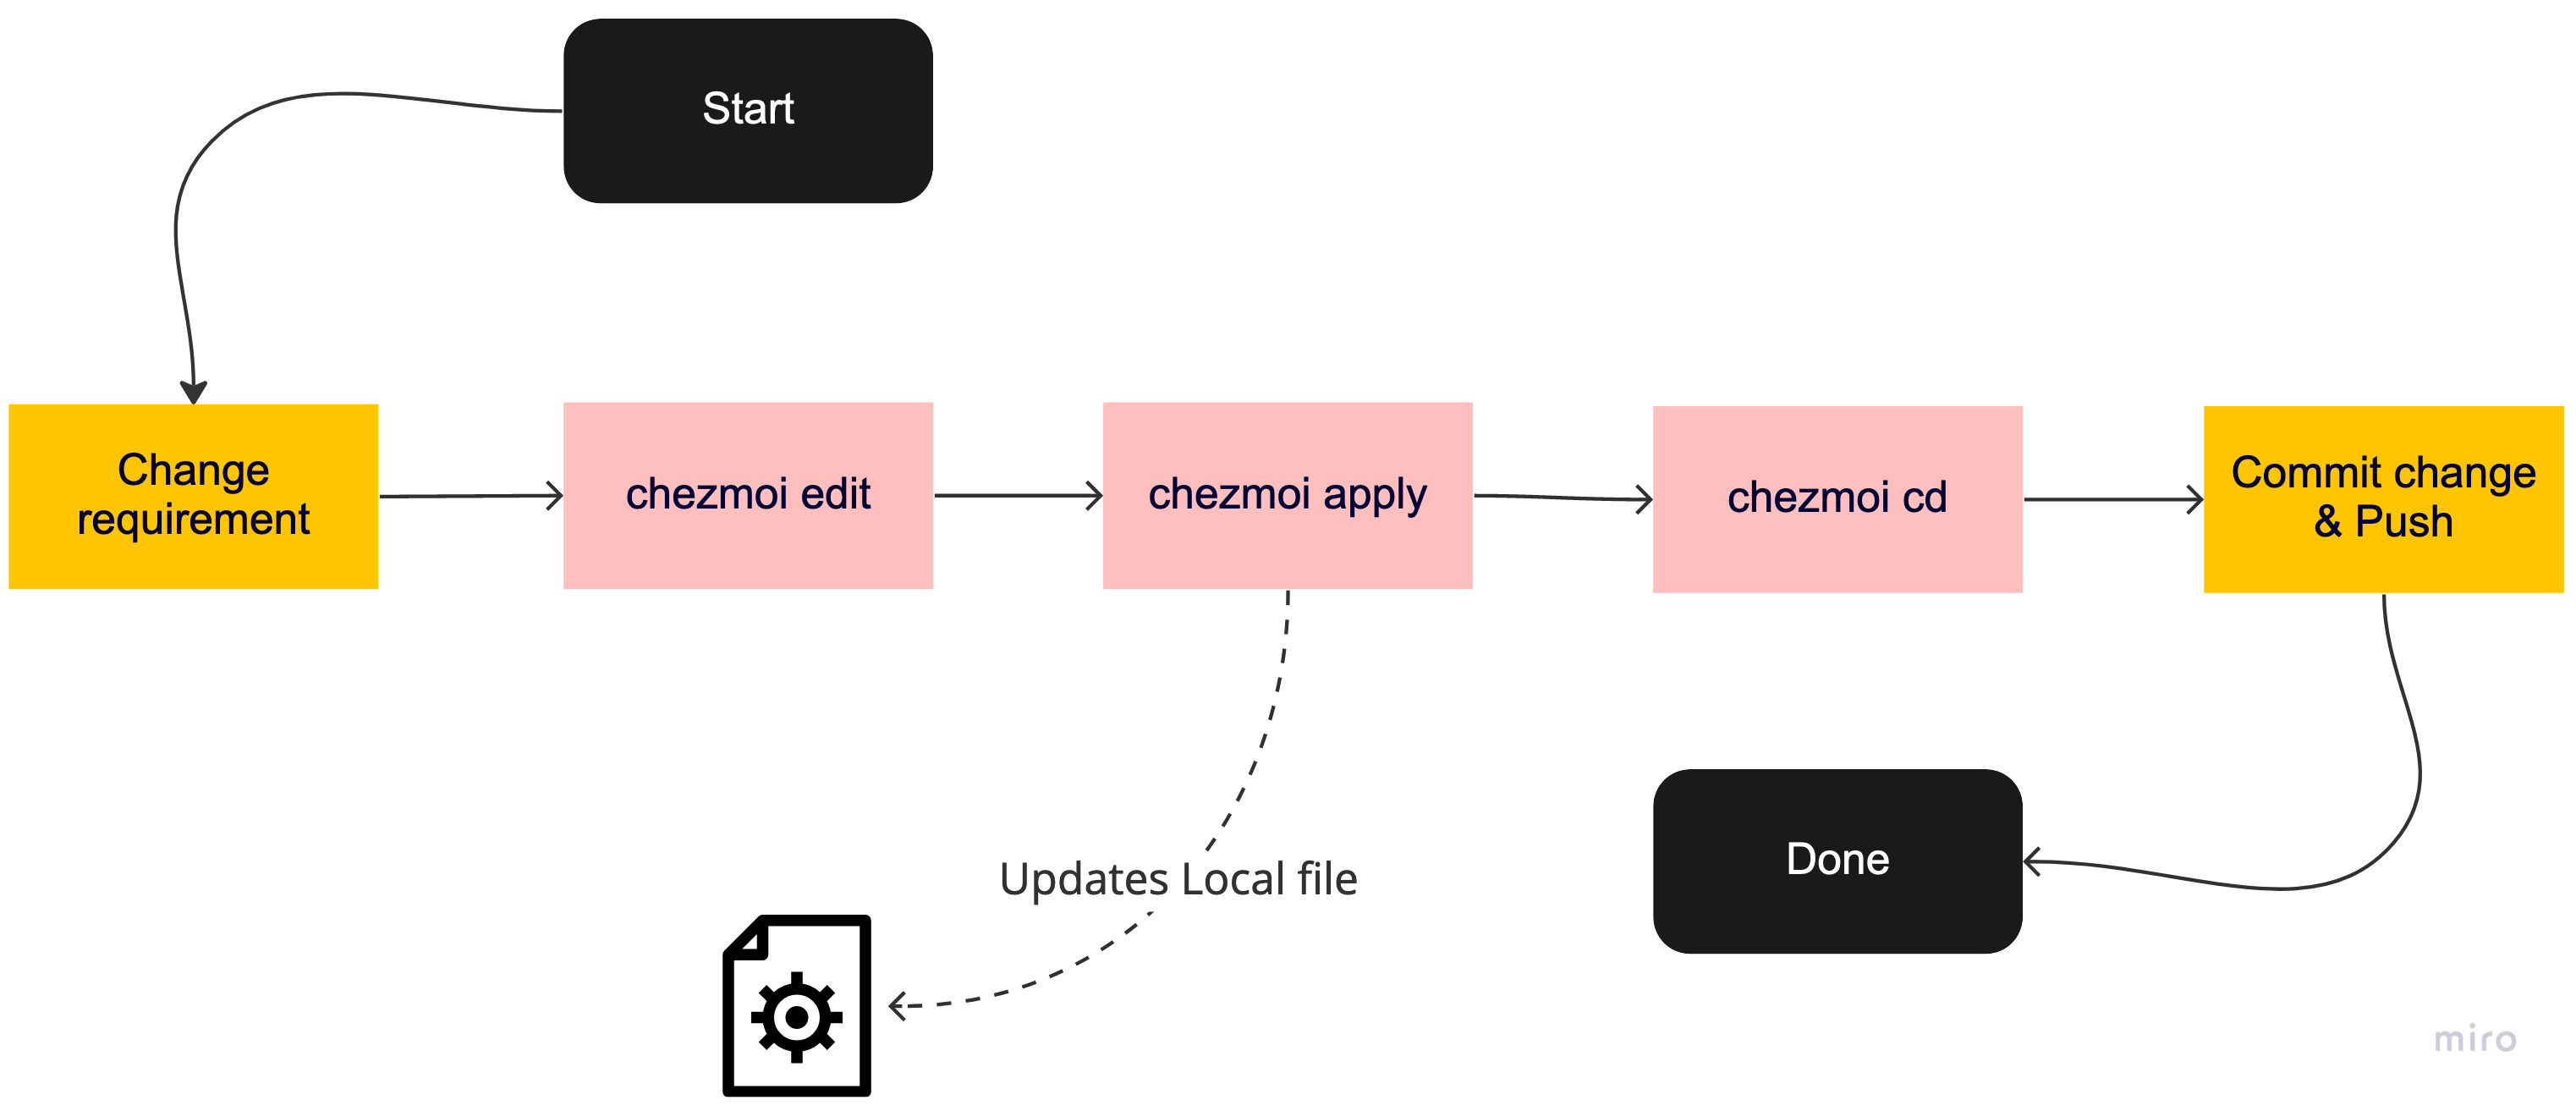 Start
Change
requirement
chezmoi edit
chezmoi apply
chezmoi cd
Commit change
& Push
Updates Local file
Done
miro